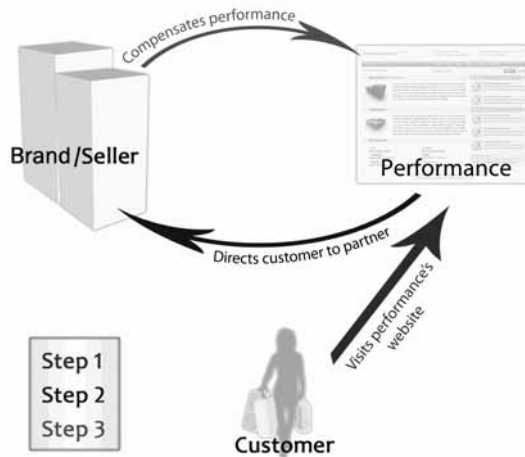 Compensates performance
Brand/Seller
Performance
Directs customer to partner
Visits performance's
website
Step 1
Step 2
Step 3
Customer